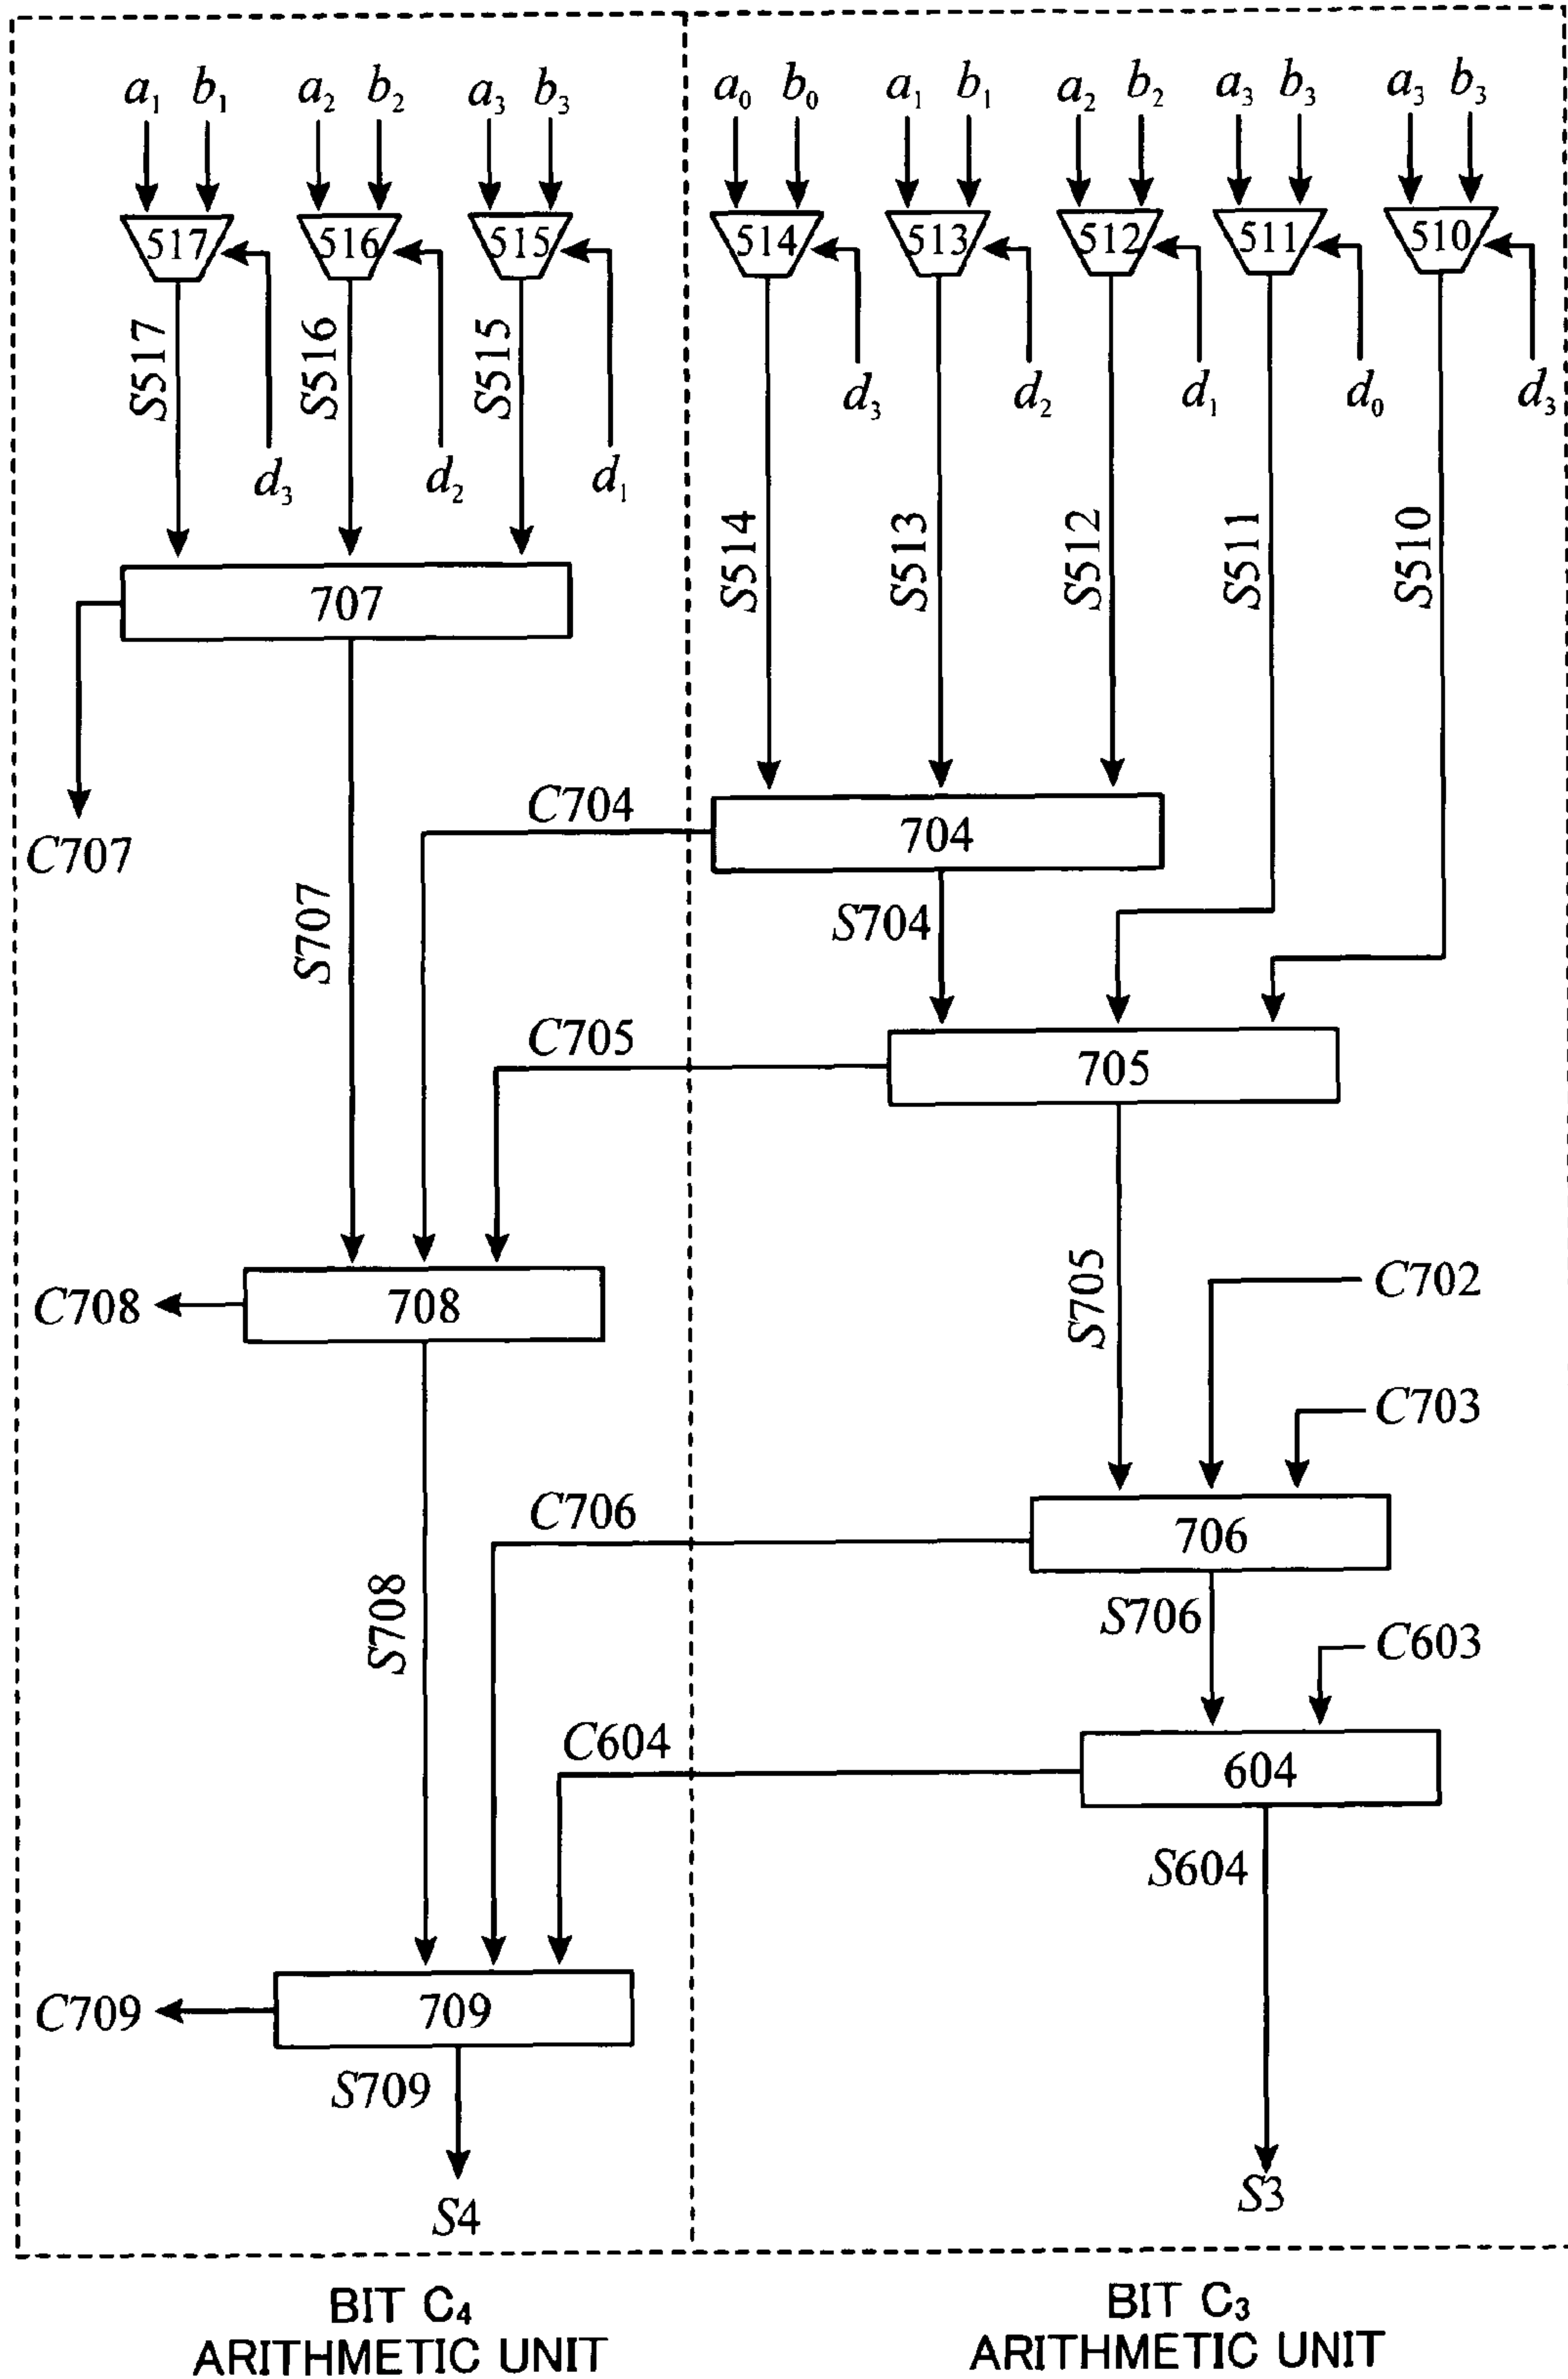 a₁ b₁ a₂ b₂ a₃ b₃ a₀ b₀ a₁ b₁ a₂ b₂ a₃ b₃ a₃ b₃
517 516 515 514 513 512 511 510
S517 S516 S515
d₃ d₂ d₁ d₃ d₂ d₁ d₀ d₃
S514 S513 S512 S511 S510
707
C707
C704
704
S707
S704
C705
705
S705
C702
C708
708
C703
C706
706
S708
S706
C603
C604
604
S604
C709
709
S709
S4
S3
BIT C₄
ARITHMETIC UNIT
BIT C₃
ARITHMETIC UNIT